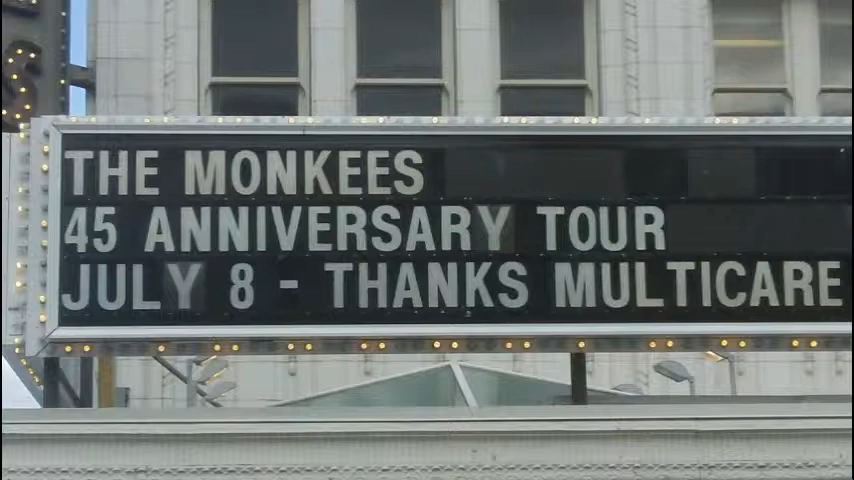 THE MONKEES
45 ANNIVERSARY TOUR
JULY 8 - THANKS MULTICARE